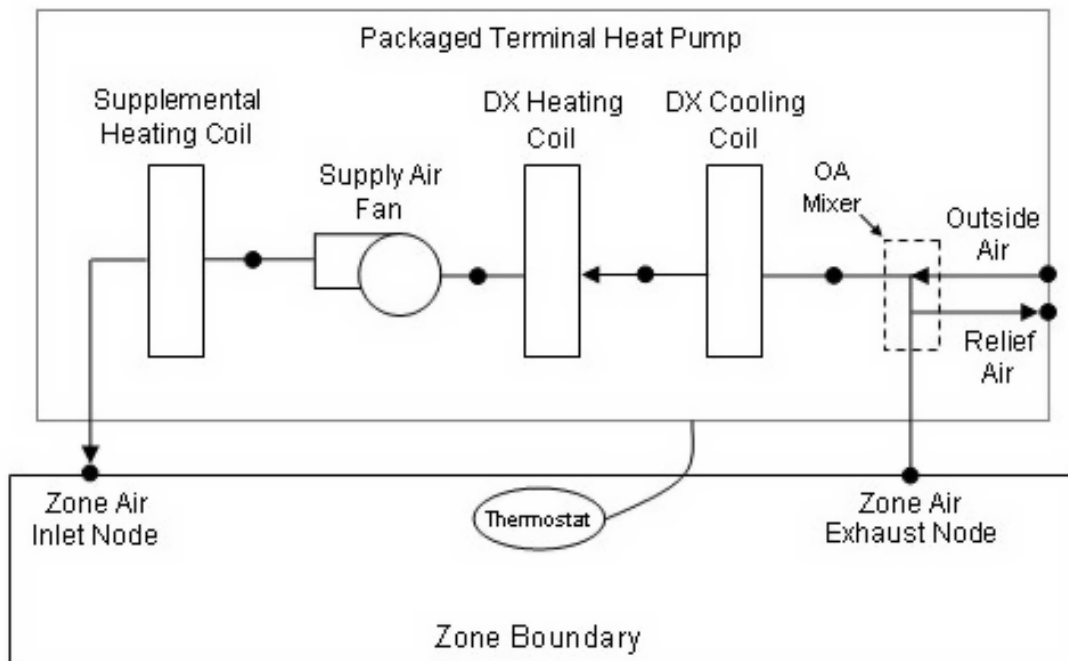 Packaged Terminal Heat Pump
Supplemental
Heating Coil
Supply Air
Fan
DX Heating
Coil
DX Cooling
Coil
OA
Mixer
Outside
Air
Relief
Air
Zone Air
Inlet Node
Thermostat
Zone Air
Exhaust Node
Zone Boundary